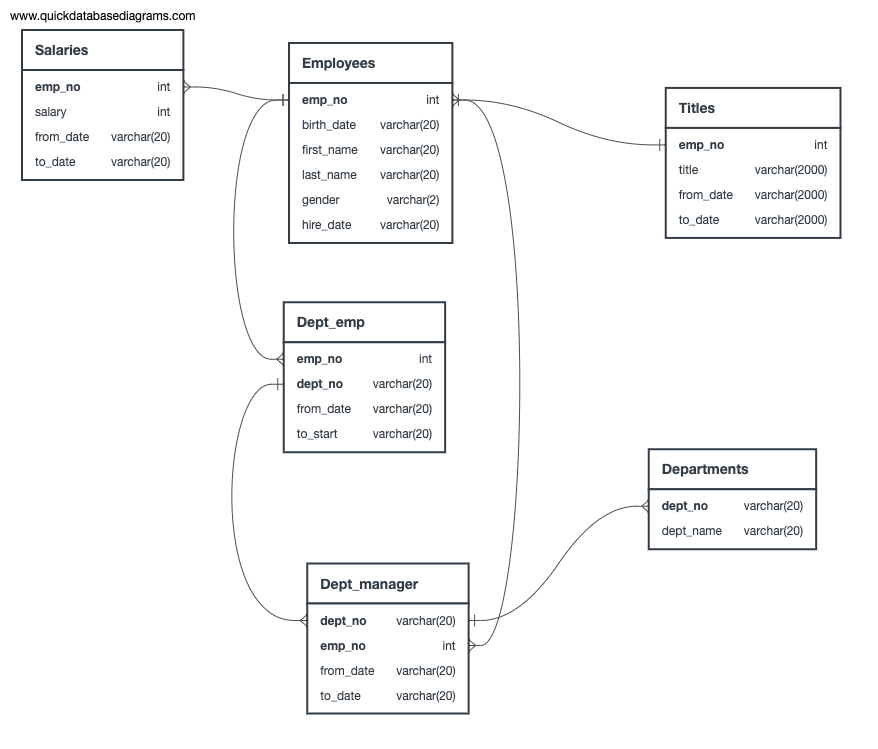 www.quickdatabasediagrams.com
Salaries
emp_no int
salary int
from_date varchar(20)
to_date varchar(20)
Employees
emp_no int
birth_date varchar(20)
first_name varchar(20)
last_name varchar(20)
gender varchar(2)
hire_date varchar(20)
Titles
emp_no int
title varchar(2000)
from_date varchar(2000)
to_date varchar(2000)
Dept_emp
emp_no int
dept_no varchar(20)
from_date varchar(20)
to_start varchar(20)
Departments
dept_no varchar(20)
dept_name varchar(20)
Dept_manager
dept_no varchar(20)
emp_no int
from_date varchar(20)
to_date varchar(20)